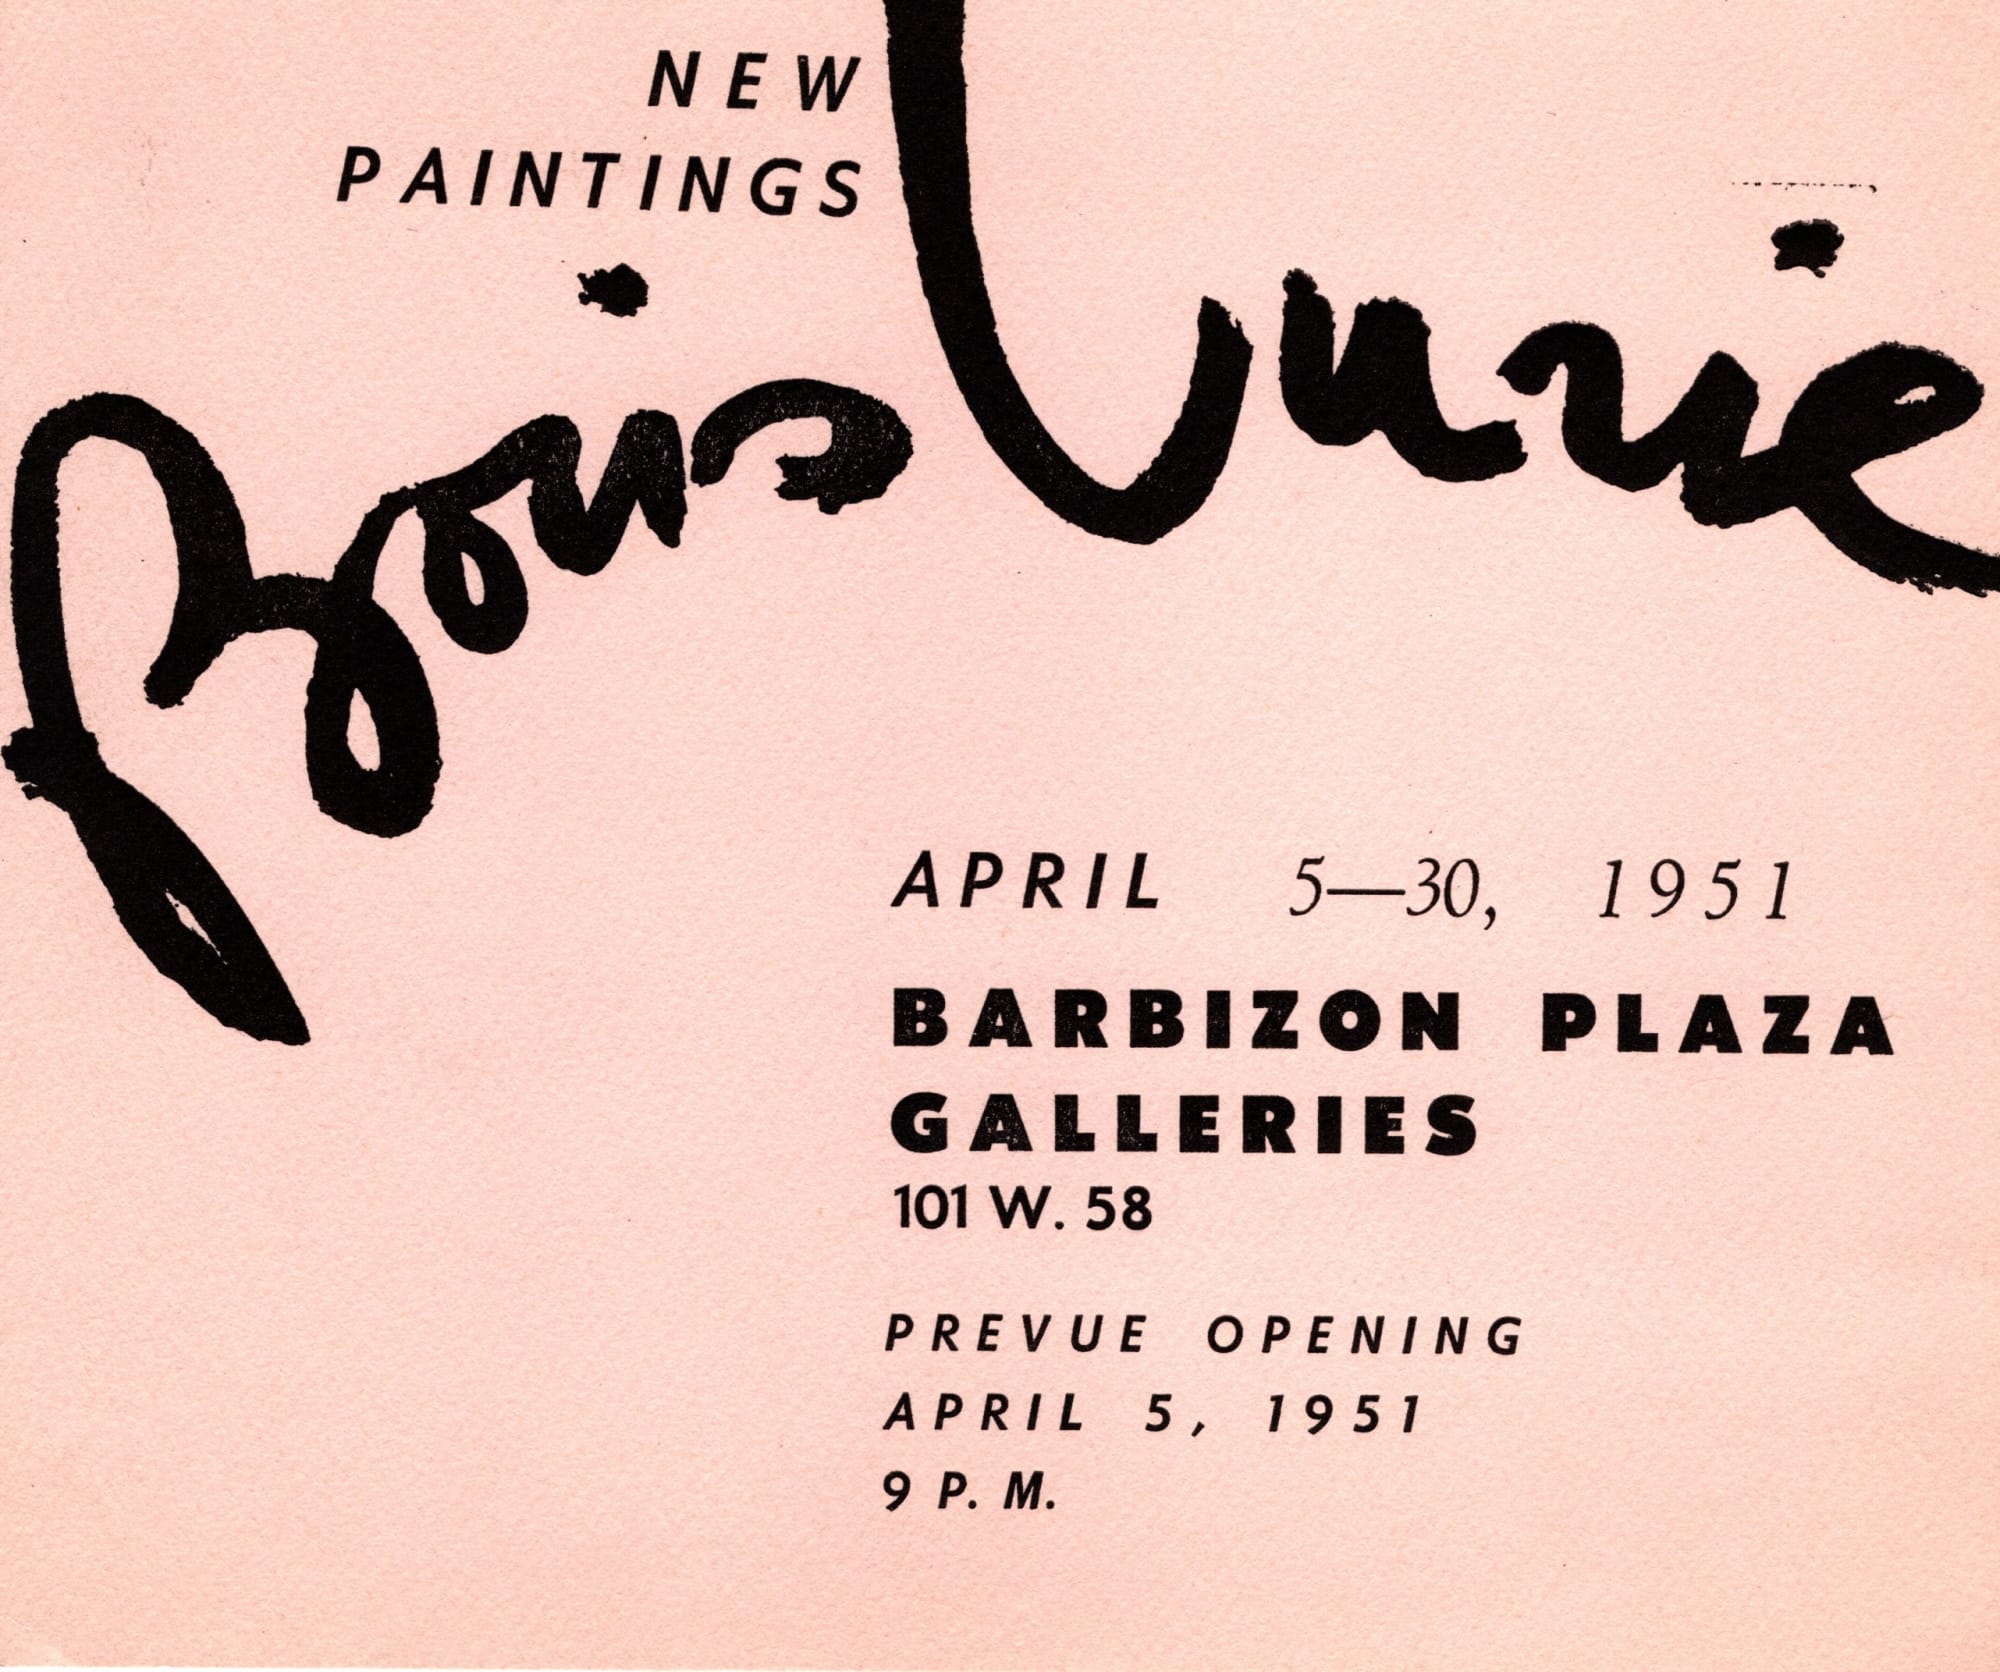 NEW
PAINTINGS
Boris Lurie
APRIL 5—30, 1951
BARBIZON PLAZA
GALLERIES
101 W. 58
PREVUE OPENING
APRIL 5, 1951
9 P. M.